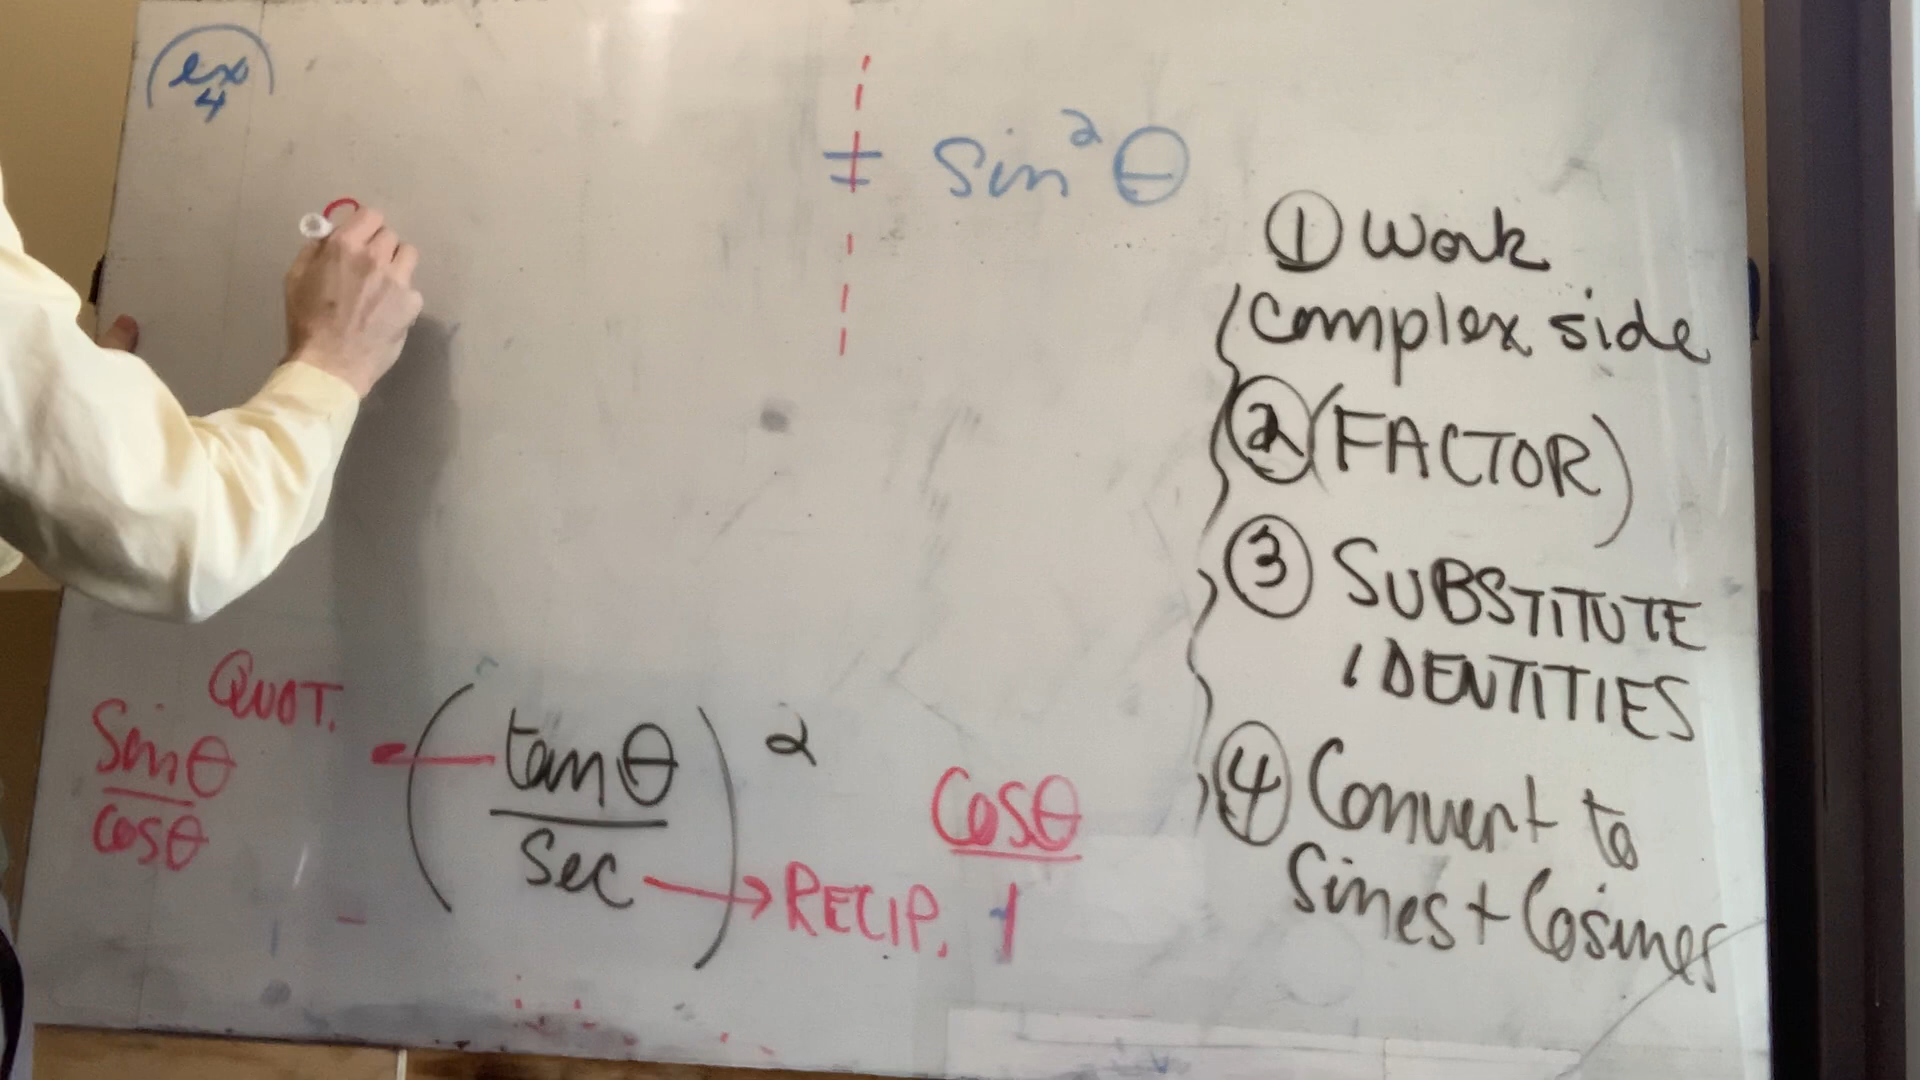 ex
4
= sin²θ
① Work
complex side
② (FACTOR)
③ SUBSTITUTE
IDENTITIES
④ Convert to
Sines + Cosines
QUOT.
Sinθ
cosθ
(tanθ
sec)²
RECIP.
Cosθ
1